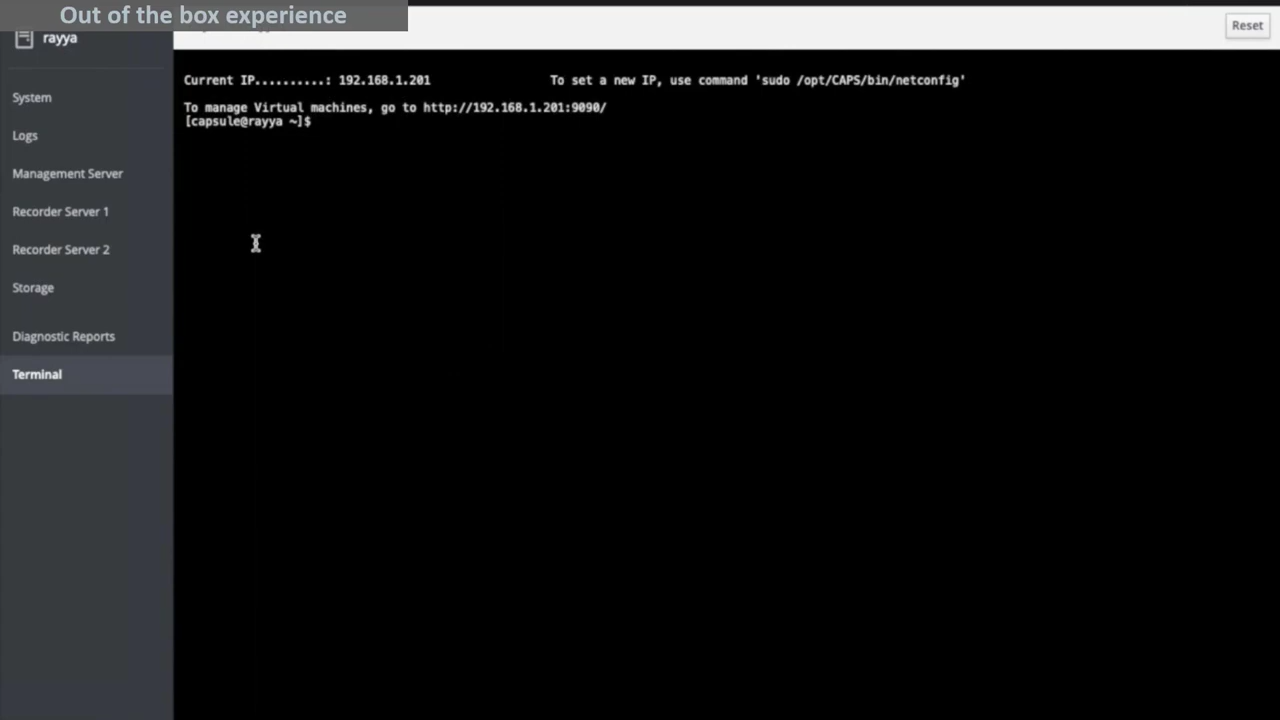 Out of the box experience
rayya
Reset
System
Logs
Management Server
Recorder Server 1
Recorder Server 2
Storage
Diagnostic Reports
Terminal
Current IP..........: 192.168.1.201 To set a new IP, use command 'sudo /opt/CAPS/bin/netconfig'
To manage Virtual machines, go to http://192.168.1.201:9090/
[capsule@rayya ~]$